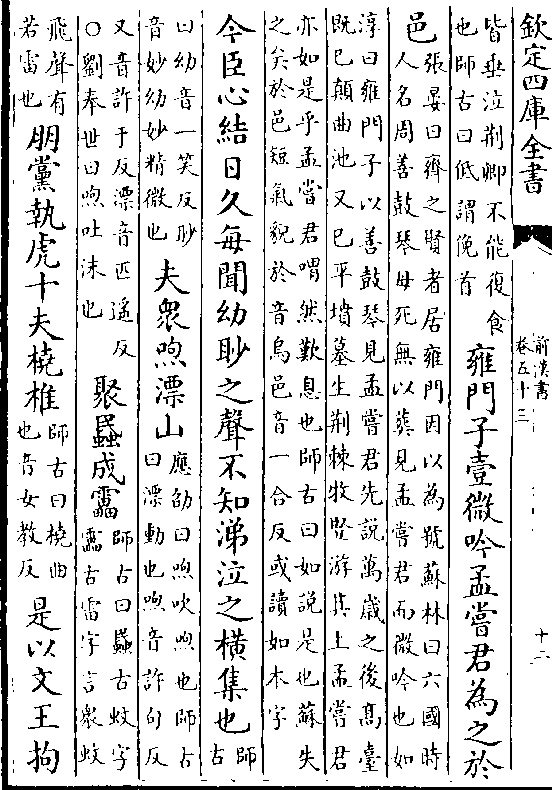 欽定四庫全書
前漢書
卷五十三
十二
皆垂泣荆卿不能復食
也師古曰低謂俛首
雍門子壹微吟孟嘗君為之於
邑
張晏曰齊之賢者居雍門因以為號蘇林曰六國時
人名周善鼓琴母死無以葬見孟嘗君而微吟也如
淳曰雍門子以善鼓琴見孟嘗君先說萬歲之後高臺
既已顛曲池又已平墳墓生荆棘牧豎游其上孟嘗君
亦如是乎孟嘗君喟然歎息也師古曰如說是也蘇失
之矣於邑短氣貌於音烏邑音一合反或讀如本字
今臣心結日久每聞幼眇之聲不知涕泣之横集也
師
古
曰幼音一笑反眇
音妙幼妙精微也
夫衆喣漂山
應劭曰喣吹喣也師古
曰漂動也喣音許句反
又音許于反漂音匹遥反
○劉奉世曰喣吐沫也
聚蟁成靁
師古曰蟁古蚊字
靁古雷字言衆蚊
飛聲有
若雷也
朋黨執虎十夫橈椎
師古曰橈曲
也音女教反
是以文王拘